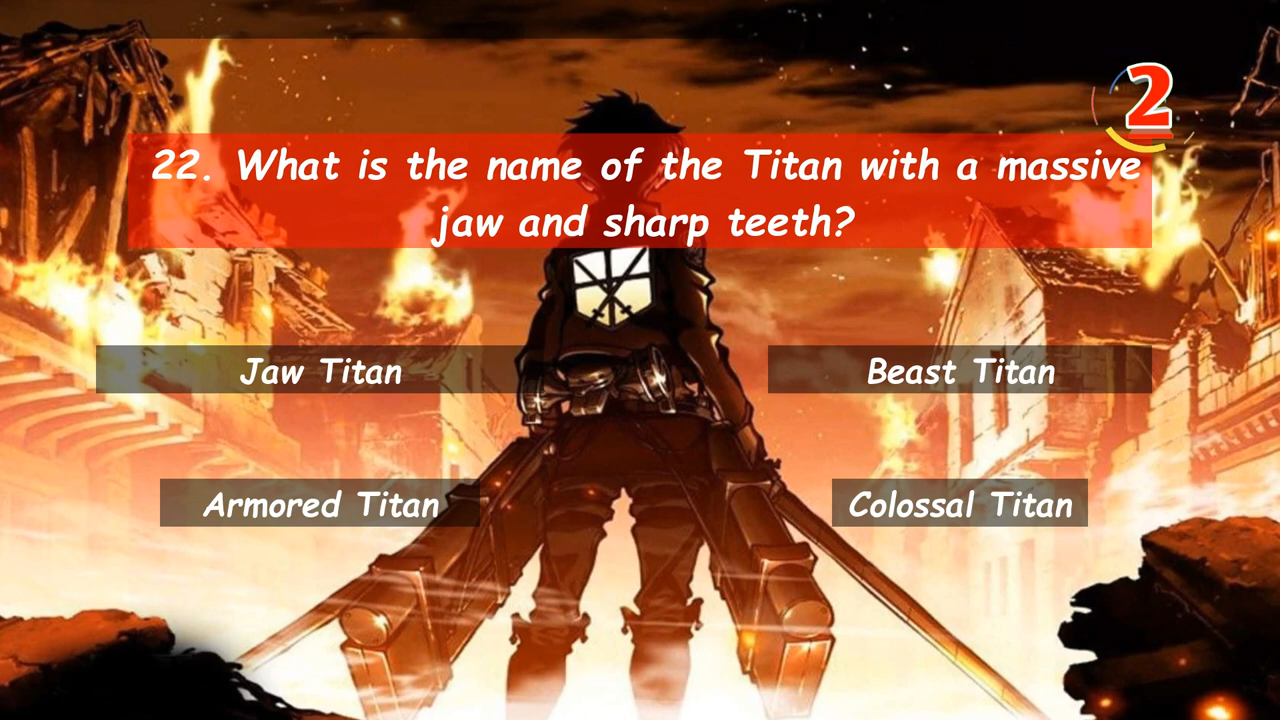 2
22. What is the name of the Titan with a massive
jaw and sharp teeth?
Jaw Titan
Beast Titan
Armored Titan
Colossal Titan